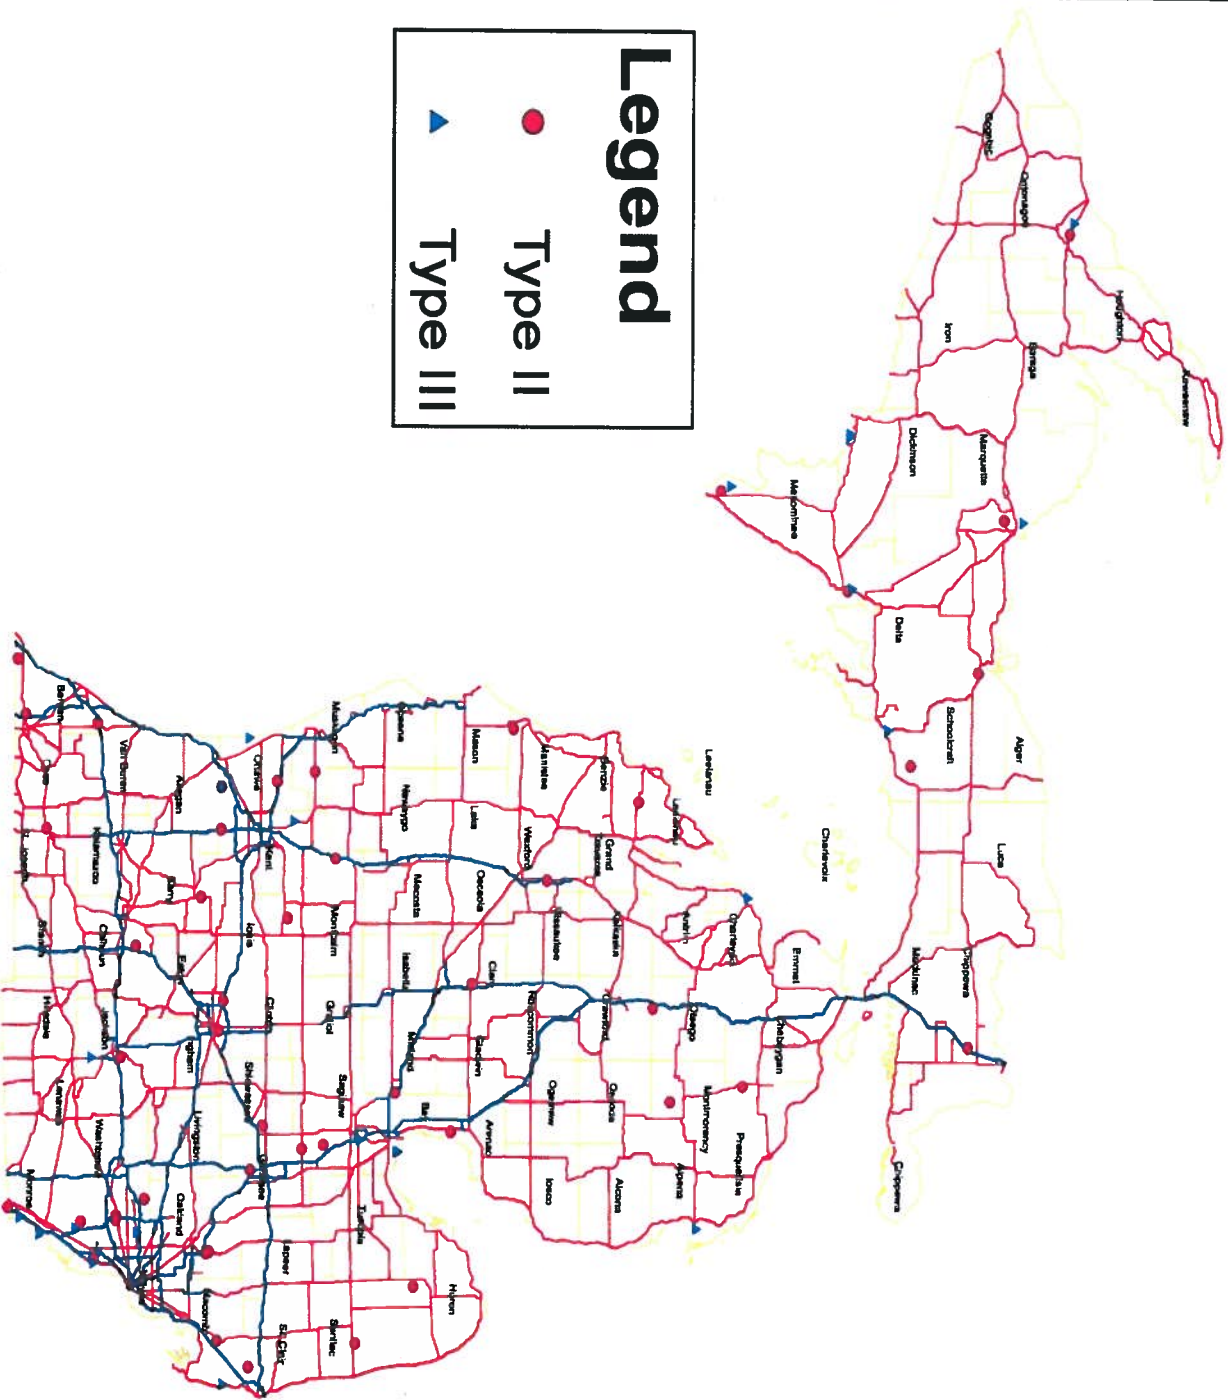 Legend
Type II
Type III
Gogebic
Ontonagon
Houghton
Keweenaw
Iron
Baraga
Dickinson
Marquette
Menominee
Delta
Schoolcraft
Alger
Luce
Mackinac
Chippewa
Chippewa
Charlevoix
Leelanau
Leelanau
Emmet
Cheboygan
Charlevoix
Antrim
Otsego
Montmorency
Presque Isle
Alpena
Benzie
Grand
Traverse
Kalkaska
Crawford
Oscoda
Alcona
Manistee
Wexford
Missaukee
Roscommon
Ogemaw
Iosco
Mason
Lake
Osceola
Clare
Gladwin
Arenac
Oceana
Newaygo
Mecosta
Isabella
Midland
Bay
Huron
Muskegon
Montcalm
Gratiot
Saginaw
Tuscola
Sanilac
Ottawa
Kent
Ionia
Clinton
Shiawassee
Genesee
Lapeer
St Clair
Allegan
Barry
Eaton
Ingham
Livingston
Oakland
Macomb
Van Buren
Kalamazoo
Calhoun
Jackson
Washtenaw
Berrien
Cass
St Joseph
Branch
Hillsdale
Lenawee
Monroe